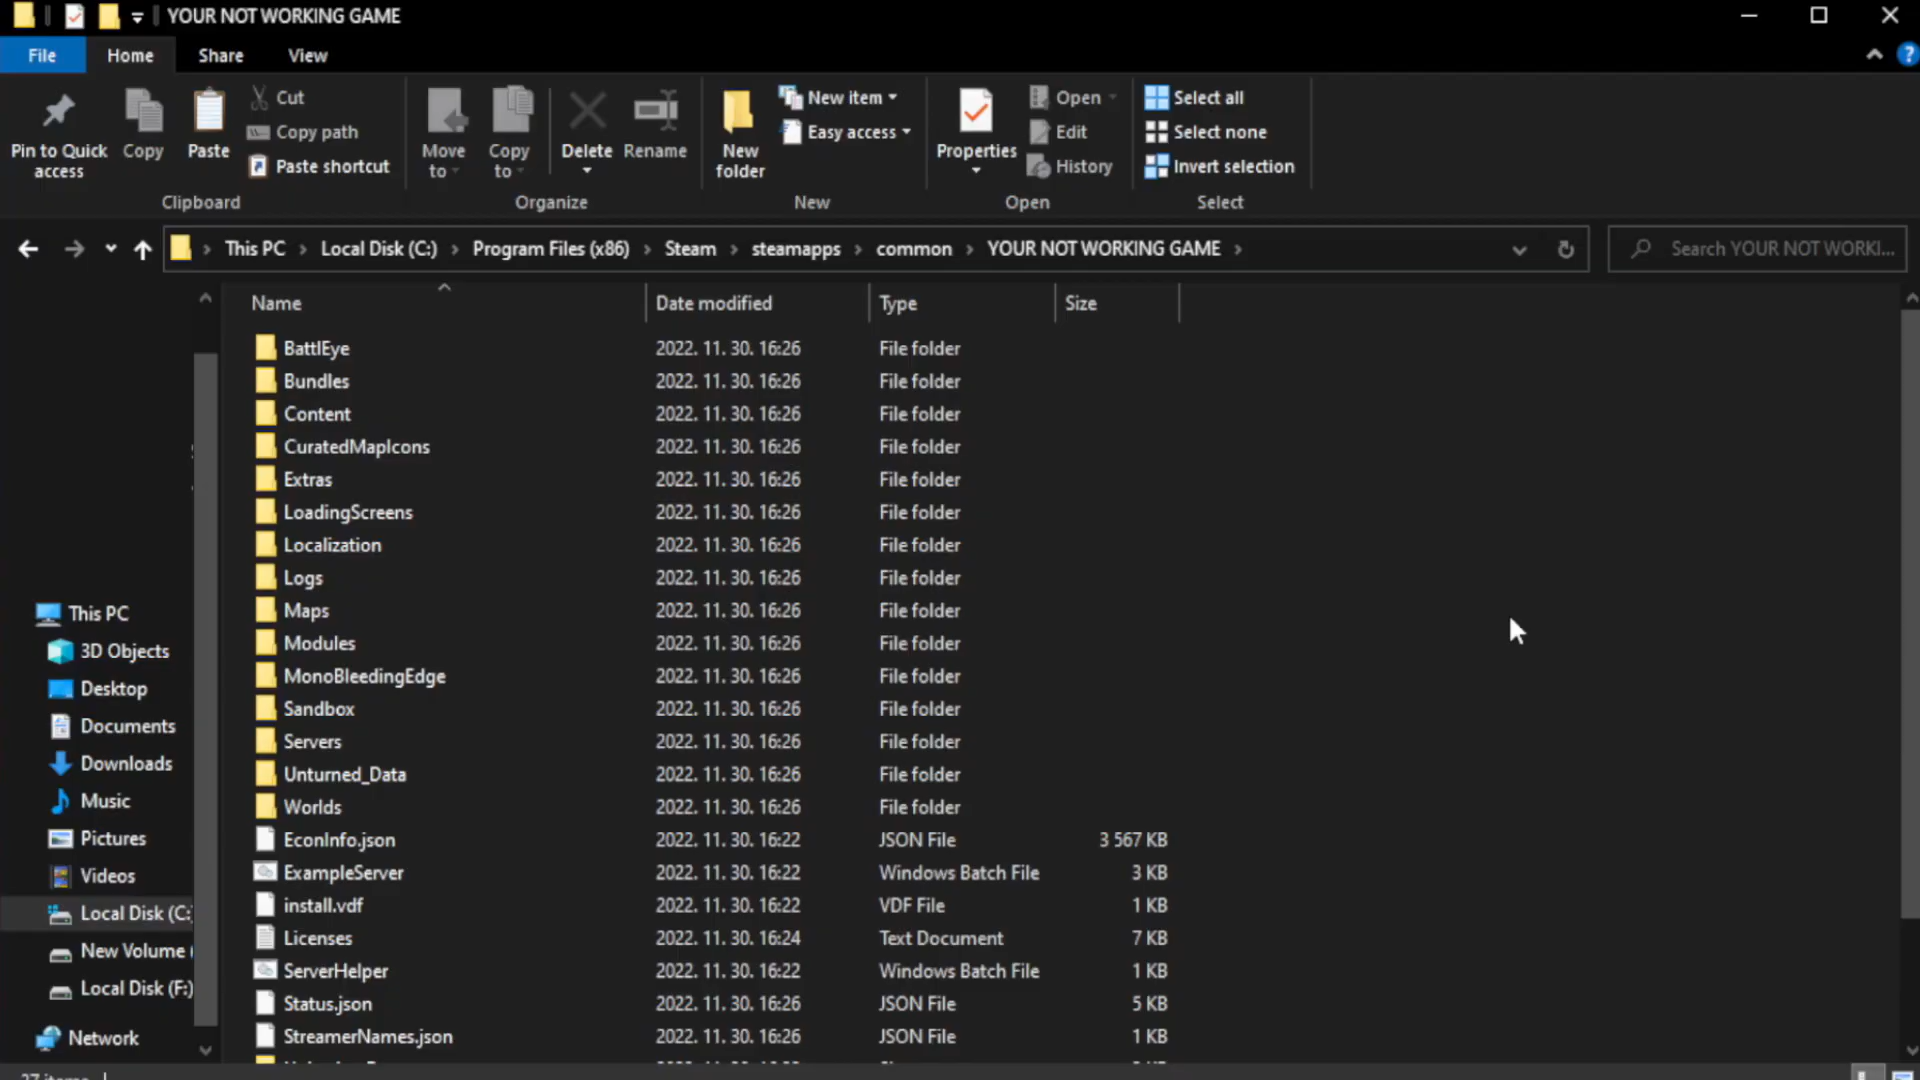 YOUR NOT WORKING GAME
File Home Share View
Pin to Quick access
Copy
Paste
Cut
Copy path
Paste shortcut
Move to
Copy to
Delete
Rename
New folder
New item
Easy access
Properties
Open
Edit
History
Select all
Select none
Invert selection
Clipboard Organize New Open Select
This PC Local Disk (C:) Program Files (x86) Steam steamapps common YOUR NOT WORKING GAME
Search YOUR NOT WORKI...
This PC
3D Objects
Desktop
Documents
Downloads
Music
Pictures
Videos
Local Disk (C:
New Volume
Local Disk (F:)
Network
Name Date modified Type Size
BattlEye 2022. 11. 30. 16:26 File folder
Bundles 2022. 11. 30. 16:26 File folder
Content 2022. 11. 30. 16:26 File folder
CuratedMapIcons 2022. 11. 30. 16:26 File folder
Extras 2022. 11. 30. 16:26 File folder
LoadingScreens 2022. 11. 30. 16:26 File folder
Localization 2022. 11. 30. 16:26 File folder
Logs 2022. 11. 30. 16:26 File folder
Maps 2022. 11. 30. 16:26 File folder
Modules 2022. 11. 30. 16:26 File folder
MonoBleedingEdge 2022. 11. 30. 16:26 File folder
Sandbox 2022. 11. 30. 16:26 File folder
Servers 2022. 11. 30. 16:26 File folder
Unturned_Data 2022. 11. 30. 16:26 File folder
Worlds 2022. 11. 30. 16:26 File folder
EconInfo.json 2022. 11. 30. 16:22 JSON File 3 567 KB
ExampleServer 2022. 11. 30. 16:22 Windows Batch File 3 KB
install.vdf 2022. 11. 30. 16:22 VDF File 1 KB
Licenses 2022. 11. 30. 16:24 Text Document 7 KB
ServerHelper 2022. 11. 30. 16:22 Windows Batch File 1 KB
Status.json 2022. 11. 30. 16:26 JSON File 5 KB
StreamerNames.json 2022. 11. 30. 16:26 JSON File 1 KB